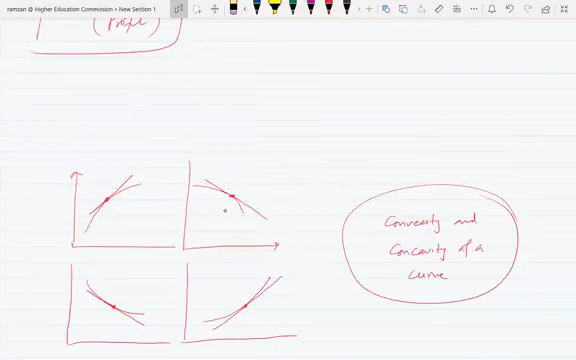 ramzan @ Higher Education Commission » New Section 1
Convexity and
Concavity of a
curve